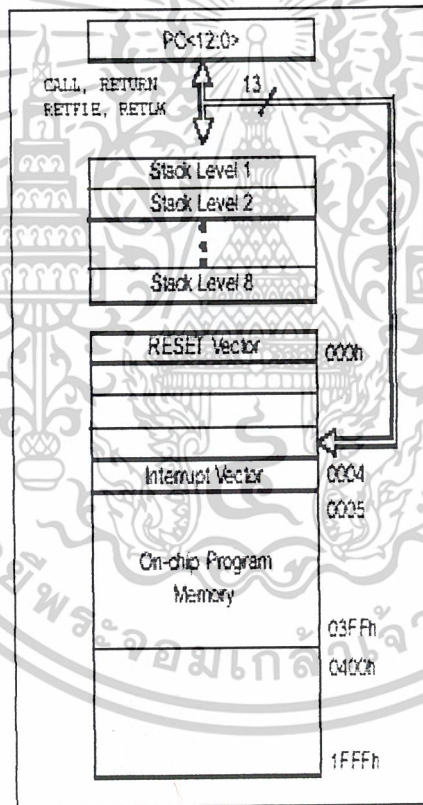 PC<12:0>
CALL, RETURN
RETFIE, RETLW
13
Stack Level 1
Stack Level 2
Stack Level 8
RESET Vector
000h
Interrupt Vector
0004
0005
On-chip Program
Memory
03FFh
0400h
1FFFh